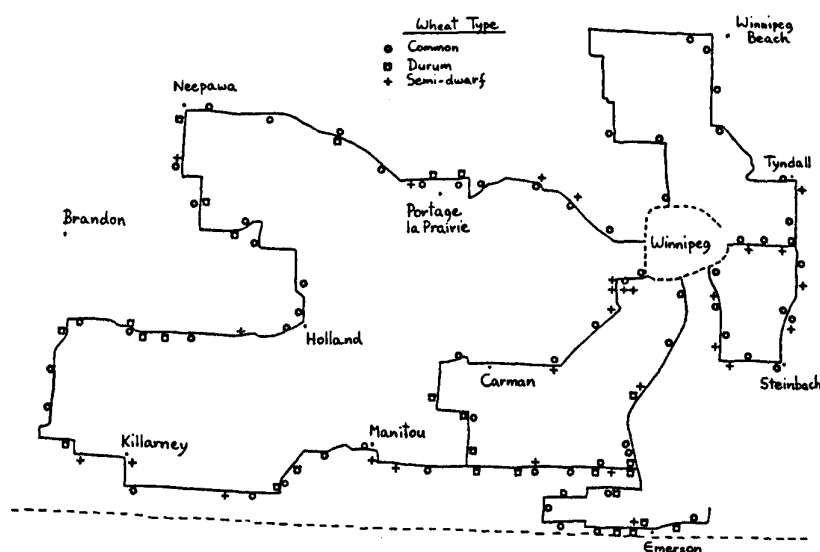 Wheat Type
Common
Durum
Semi-dwarf
Winnipeg
Beach
Neepawa
Tyndall
Brandon
Portage
la Prairie
Winnipeg
Holland
Carman
Steinbach
Killarney
Manitou
Emerson